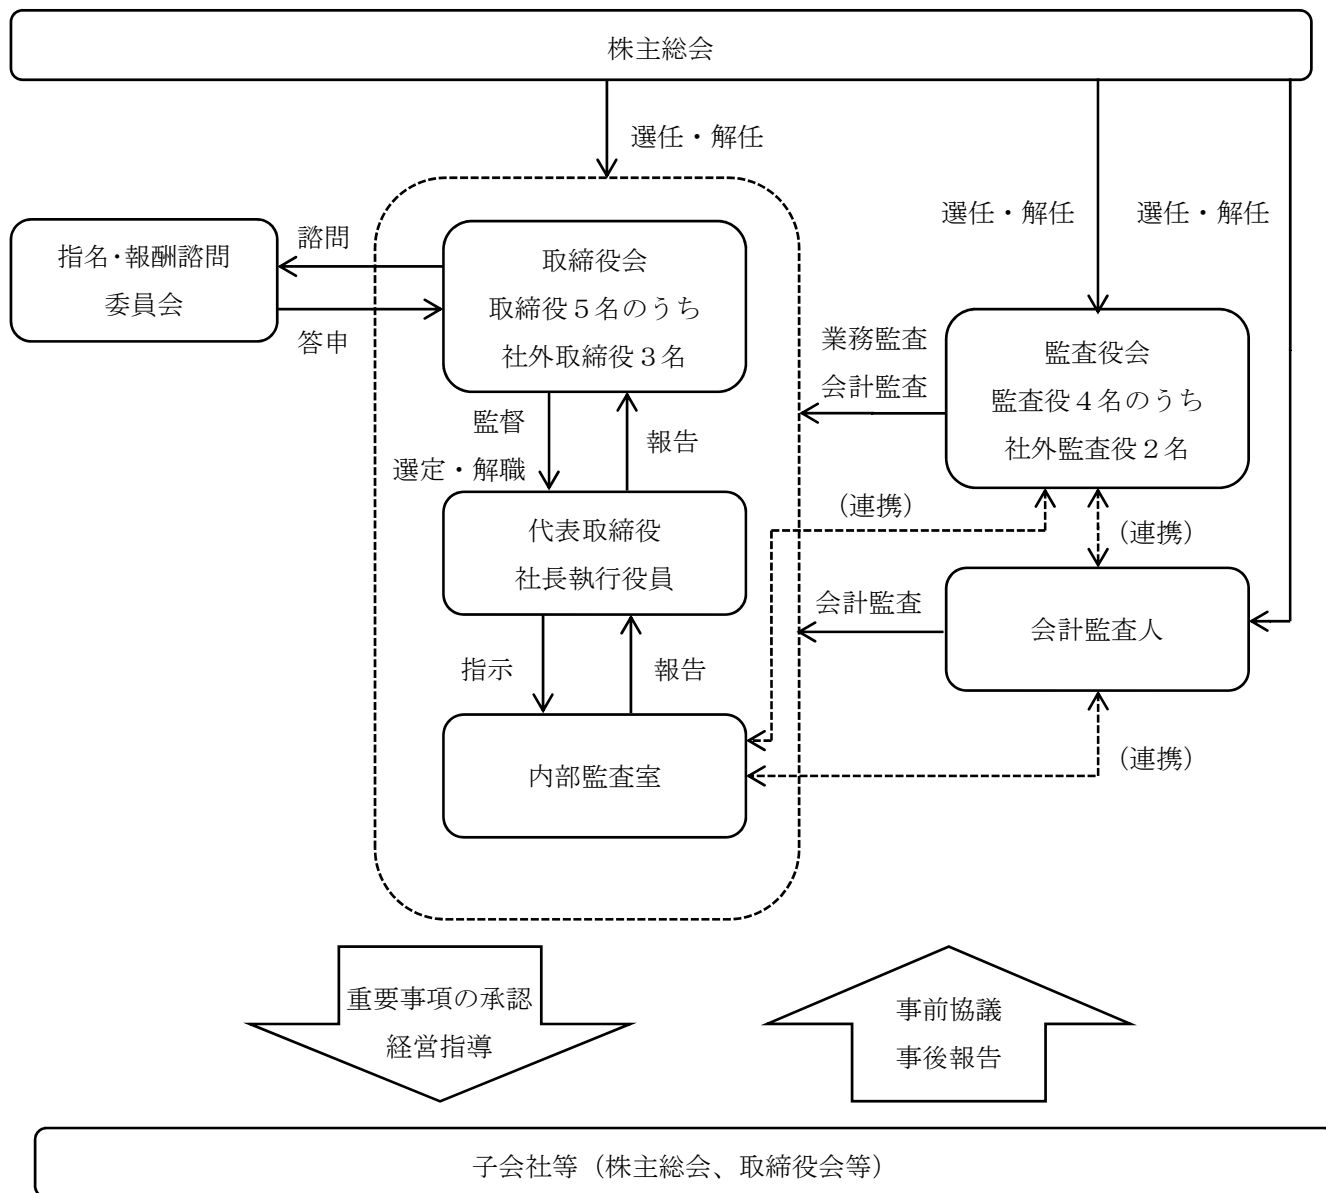 株主総会
選任・解任
選任・解任
選任・解任
指名・報酬諮問
委員会
諮問
答申
取締役会
取締役５名のうち
社外取締役３名
業務監査
会計監査
監査役会
監査役４名のうち
社外監査役２名
監督
選定・解職
報告
（連携）
（連携）
代表取締役
社長執行役員
会計監査
会計監査人
指示
報告
内部監査室
（連携）
重要事項の承認
経営指導
事前協議
事後報告
子会社等（株主総会、取締役会等）